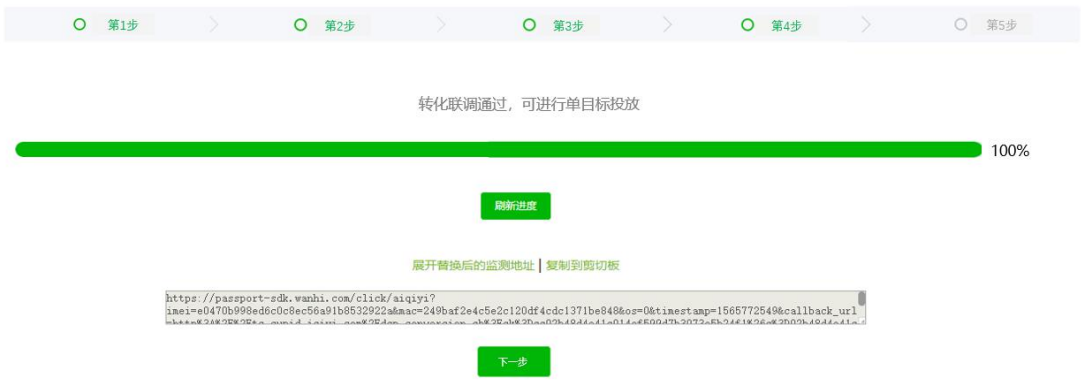 第1步 第2步 第3步 第4步 第5步
转化联调通过，可进行单目标投放
100%
刷新进度
展开替换后的监测地址 | 复制到剪切板
https://passport-sdk.wanhi.com/click/aiqiyi?
imei=e0470b998ed6c0c8ec56a91b8532922a&mac=249baf2e4c5e2c120df4cdc1371be848&os=0&timestamp=1565772549&callback_url
下一步